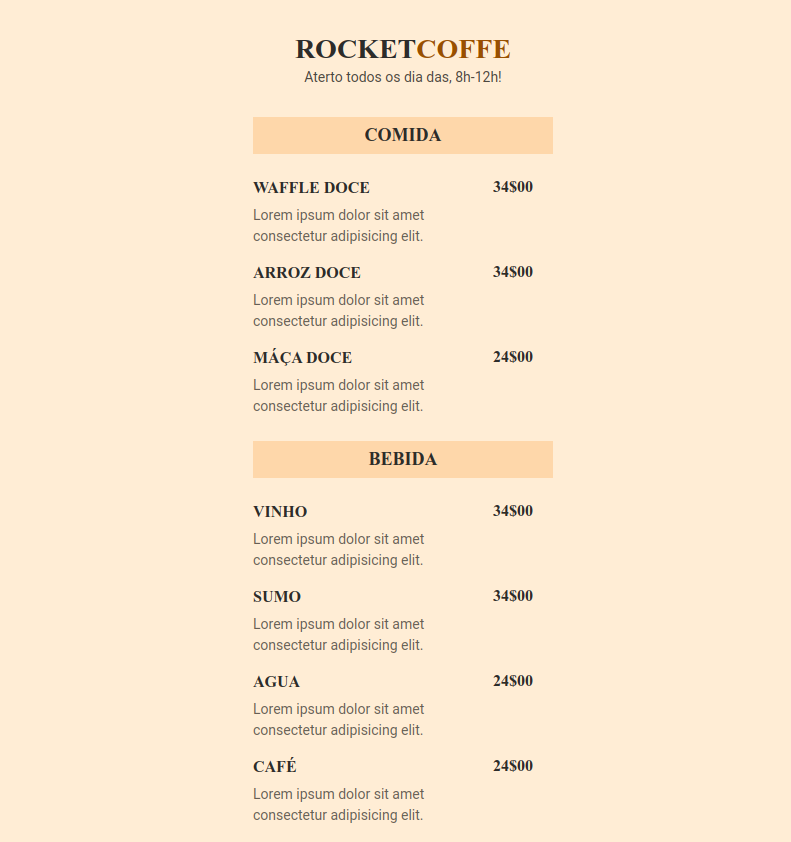 ROCKETCOFFE
Aterto todos os dia das, 8h-12h!
COMIDA
WAFFLE DOCE 34$00
Lorem ipsum dolor sit amet
consectetur adipisicing elit.
ARROZ DOCE 34$00
Lorem ipsum dolor sit amet
consectetur adipisicing elit.
MÁÇA DOCE 24$00
Lorem ipsum dolor sit amet
consectetur adipisicing elit.
BEBIDA
VINHO 34$00
Lorem ipsum dolor sit amet
consectetur adipisicing elit.
SUMO 34$00
Lorem ipsum dolor sit amet
consectetur adipisicing elit.
AGUA 24$00
Lorem ipsum dolor sit amet
consectetur adipisicing elit.
CAFÉ 24$00
Lorem ipsum dolor sit amet
consectetur adipisicing elit.